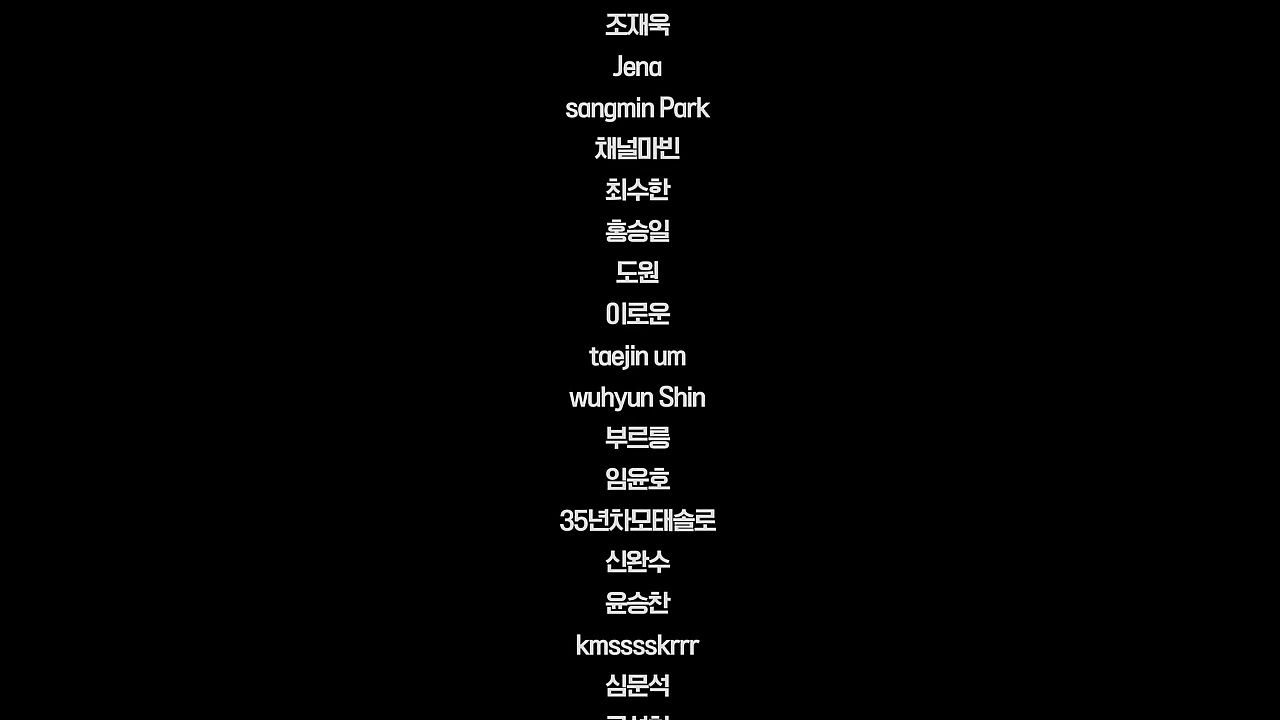 조재욱
Jena
sangmin Park
채널마빈
최수한
홍승일
도원
이로운
taejin um
wuhyun Shin
부르릉
임윤호
35년차모태솔로
신완수
윤승찬
kmsssskrrr
심문석